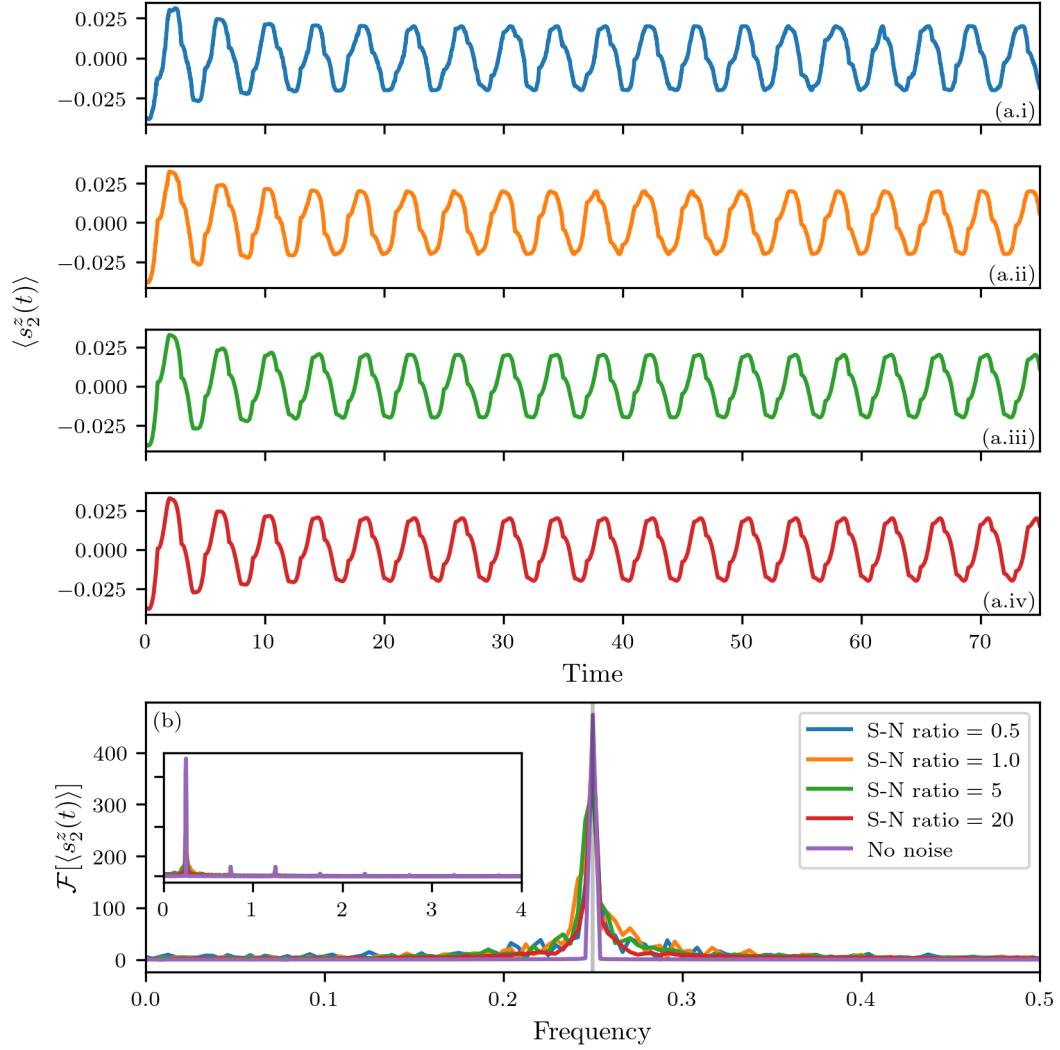 0.025
0.000
−0.025
(a.i)
0.025
0.000
−0.025
(a.ii)
⟨s₂ᶻ(t)⟩
0.025
0.000
−0.025
(a.iii)
0.025
0.000
−0.025
(a.iv)
0 10 20 30 40 50 60 70
Time
(b)
400
300
200
100
0
ℱ[⟨s₂ᶻ(t)⟩]
0 1 2 3 4
S-N ratio = 0.5
S-N ratio = 1.0
S-N ratio = 5
S-N ratio = 20
No noise
0.0 0.1 0.2 0.3 0.4 0.5
Frequency